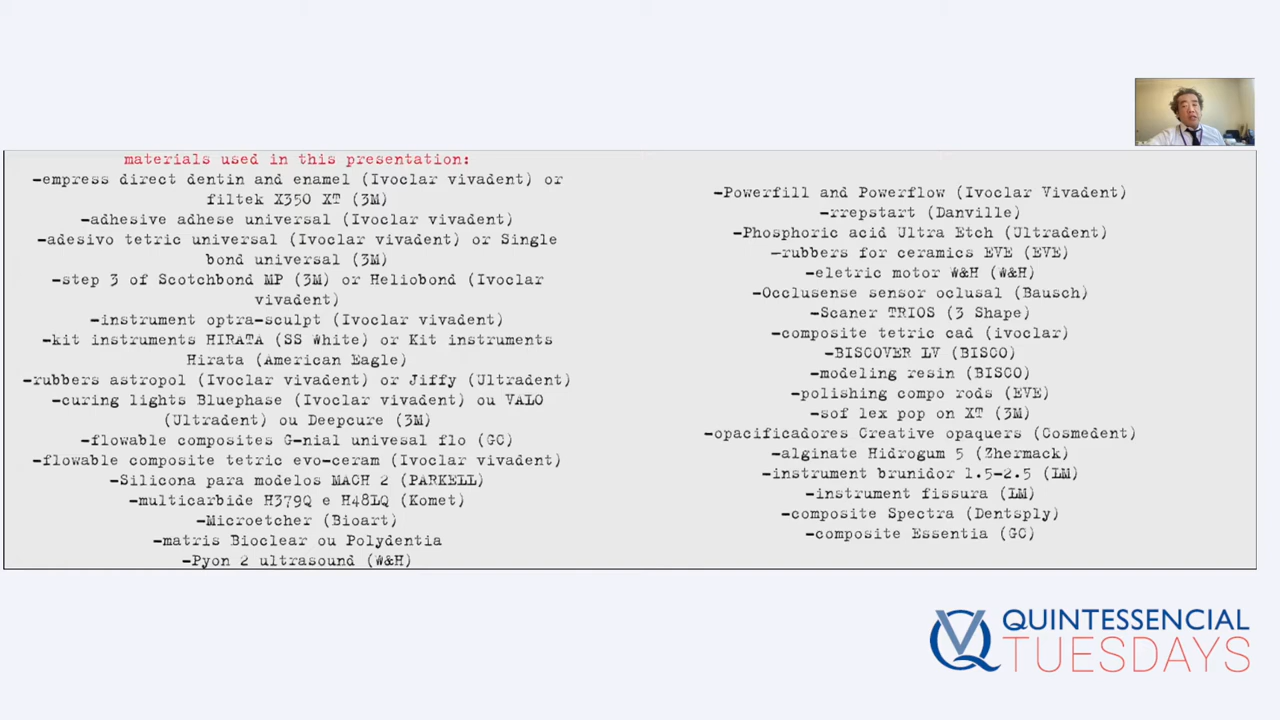 materials used in this presentation:
-empress direct dentin and enamel (Ivoclar vivadent) or
filtek X350 XT (3M)
-adhesive adhese universal (Ivoclar vivadent)
-adesivo tetric universal (Ivoclar vivadent) or Single
bond universal (3M)
-step 3 of Scotchbond MP (3M) or Heliobond (Ivoclar
vivadent)
-instrument optra-sculpt (Ivoclar vivadent)
-kit instruments HIRATA (SS White) or Kit instruments
Hirata (American Eagle)
-rubbers astropol (Ivoclar vivadent) or Jiffy (Ultradent)
-curing lights Bluephase (Ivoclar vivadent) ou VALO
(Ultradent) ou Deepcure (3M)
-flowable composites G-nial univesal flo (GC)
-flowable composite tetric evo-ceram (Ivoclar vivadent)
-Silicona para modelos MACH 2 (PARKELL)
-multicarbide H379Q e H48LQ (Komet)
-Microetcher (Bioart)
-matris Bioclear ou Polydentia
-Pyon 2 ultrasound (W&H)
-Powerfill and Powerflow (Ivoclar Vivadent)
-rrepstart (Danville)
-Phosphoric acid Ultra Etch (Ultradent)
-rubbers for ceramics EVE (EVE)
-eletric motor W&H (W&H)
-Occlusense sensor oclusal (Bausch)
-Scaner TRIOS (3 Shape)
-composite tetric cad (ivoclar)
-BISCOVER LV (BISCO)
-modeling resin (BISCO)
-polishing compo rods (EVE)
-sof lex pop on XT (3M)
-opacificadores Creative opaquers (Cosmedent)
-alginate Hidrogum 5 (Zhermack)
-instrument brunidor 1.5-2.5 (LM)
-instrument fissura (LM)
-composite Spectra (Dentsply)
-composite Essentia (GC)
QUINTESSENCIAL
TUESDAYS